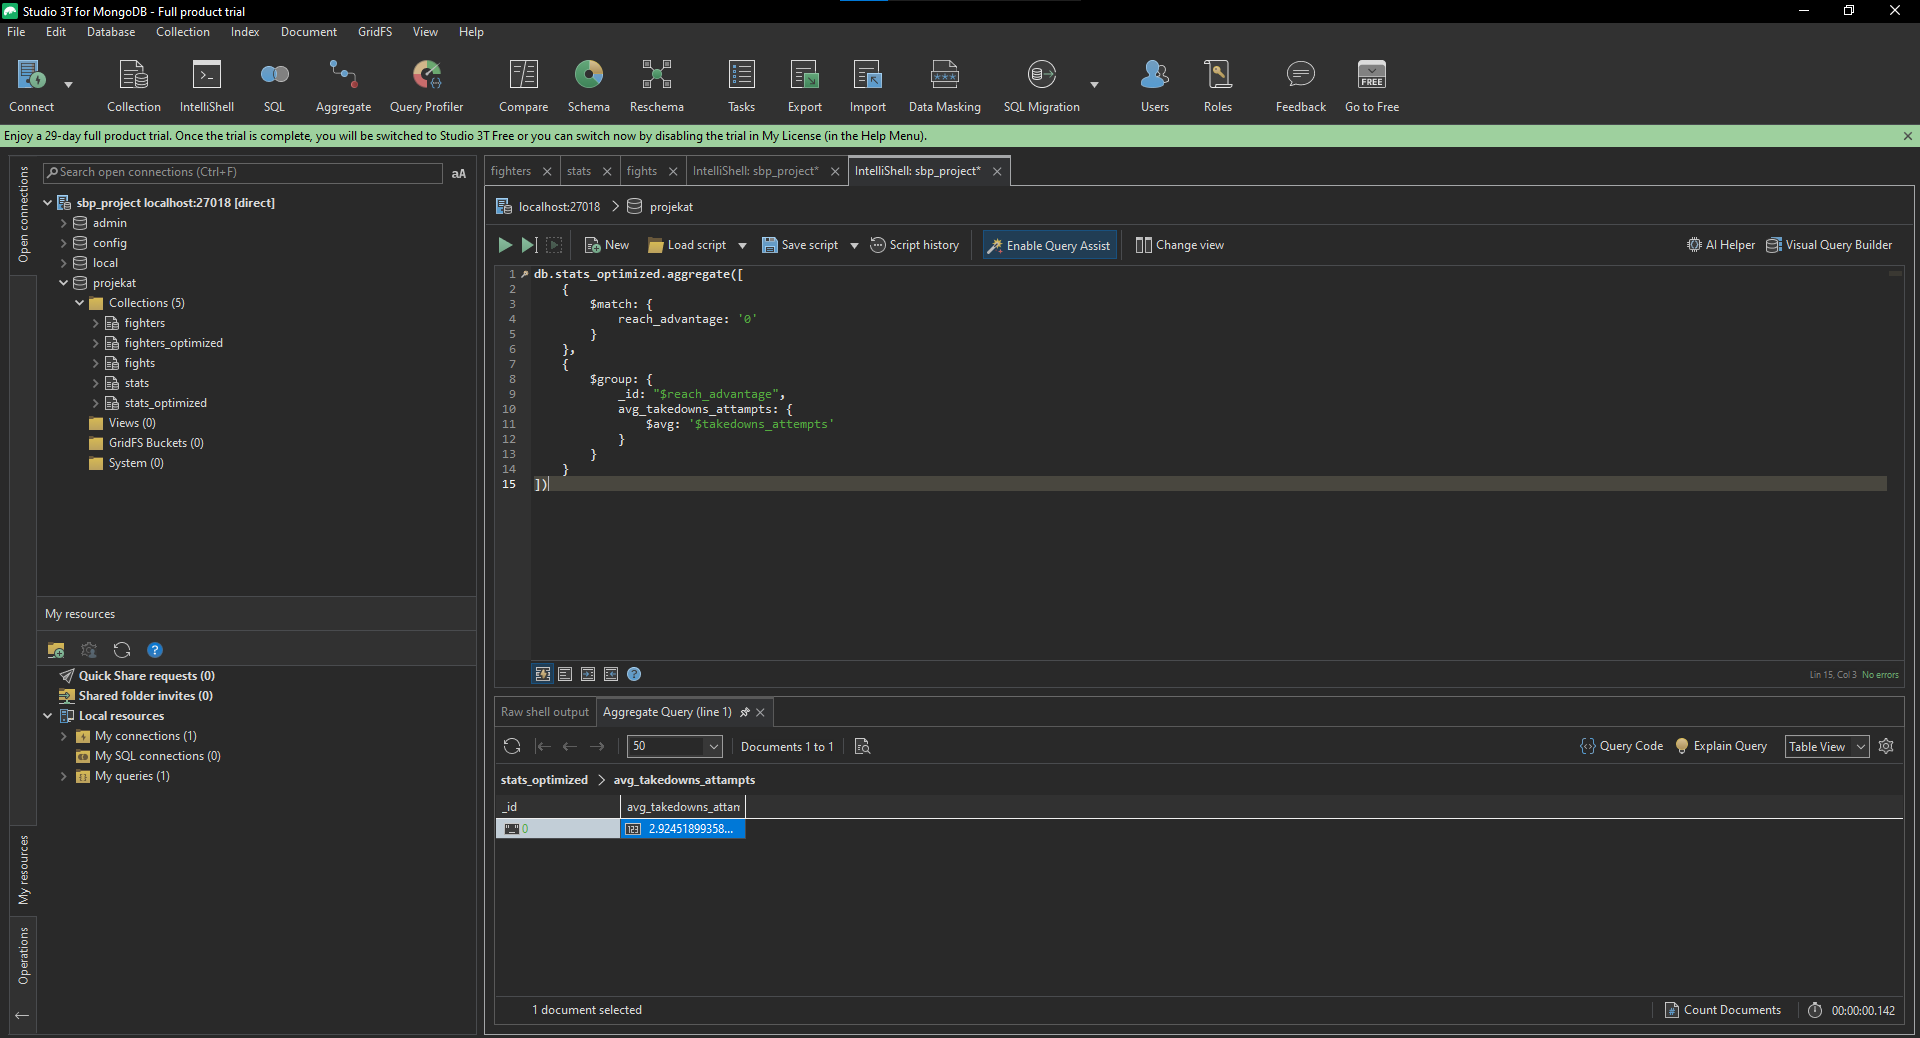 Studio 3T for MongoDB - Full product trial
File Edit Database Collection Index Document GridFS View Help
Connect Collection IntelliShell SQL Aggregate Query Profiler Compare Schema Reschema Tasks Export Import Data Masking SQL Migration Users Roles Feedback Go to Free
FREE
Enjoy a 29-day full product trial. Once the trial is complete, you will be switched to Studio 3T Free or you can switch now by disabling the trial in My License (in the Help Menu).
Open connections
Search open connections (Ctrl+F) aA
sbp_project localhost:27018 [direct]
admin
config
local
projekat
Collections (5)
fighters
fighters_optimized
fights
stats
stats_optimized
Views (0)
GridFS Buckets (0)
System (0)
My resources
Quick Share requests (0)
Shared folder invites (0)
Local resources
My connections (1)
My SQL connections (0)
My queries (1)
My resources
Operations
fighters stats fights IntelliShell: sbp_project* IntelliShell: sbp_project*
localhost:27018 projekat
New Load script Save script Script history Enable Query Assist Change view AI Helper Visual Query Builder
1 db.stats_optimized.aggregate([
2 {
3 $match: {
4 reach_advantage: '0'
5 }
6 },
7 {
8 $group: {
9 _id: "$reach_advantage",
10 avg_takedowns_attampts: {
11 $avg: '$takedowns_attempts'
12 }
13 }
14 }
15 ])
Lin 15, Col 3 No errors
Raw shell output Aggregate Query (line 1)
50 Documents 1 to 1 Query Code Explain Query Table View
stats_optimized > avg_takedowns_attampts
_id avg_takedowns_attan
0 2.92451899358...
1 document selected Count Documents 00:00:00.142